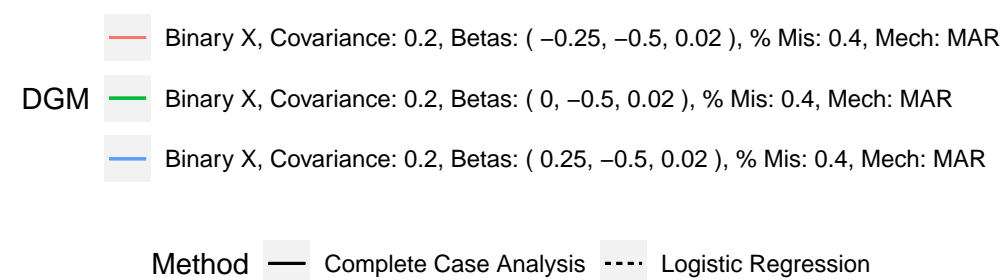 Binary X, Covariance: 0.2, Betas: ( −0.25, −0.5, 0.02 ), % Mis: 0.4, Mech: MAR
DGM Binary X, Covariance: 0.2, Betas: ( 0, −0.5, 0.02 ), % Mis: 0.4, Mech: MAR
Binary X, Covariance: 0.2, Betas: ( 0.25, −0.5, 0.02 ), % Mis: 0.4, Mech: MAR
Method Complete Case Analysis Logistic Regression